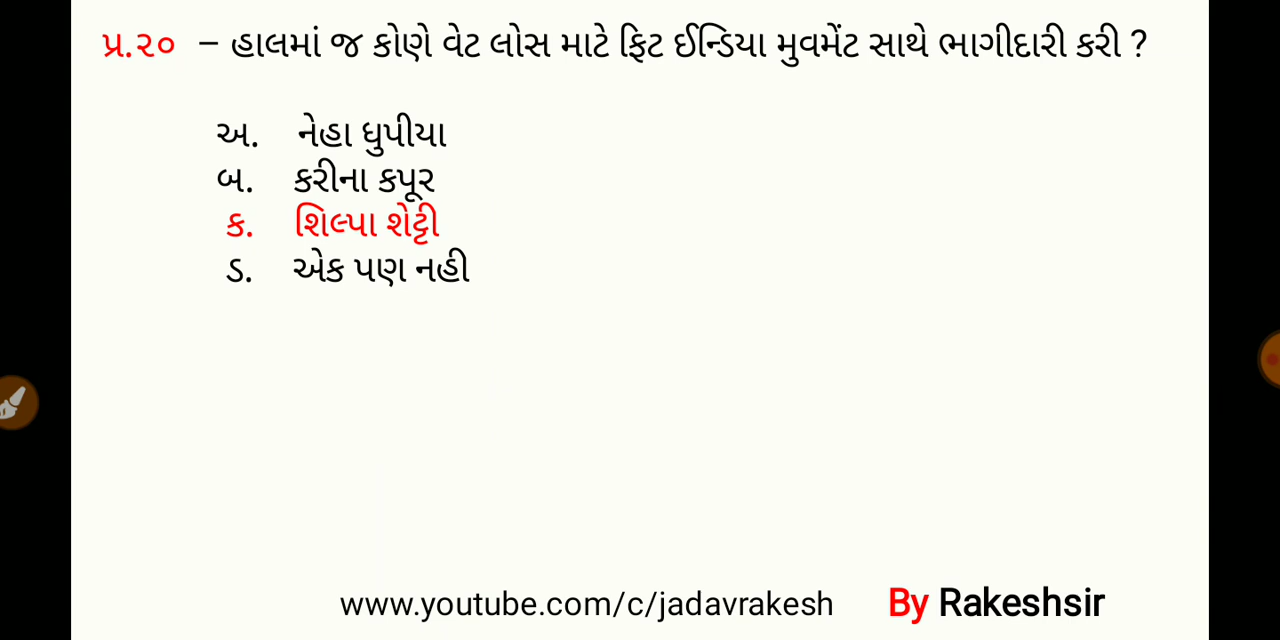 પ્ર.૨૦ – હાલમાં જ કોણે વેટ લોસ માટે ફિટ ઈન્ડિયા મુવમેંટ સાથે ભાગીદારી કરી ?
અ. નેહા ધુપીયા
બ. કરીના કપૂર
ક. શિલ્પા શેટ્ટી
ડ. એક પણ નહી
www.youtube.com/c/jadavrakesh By Rakeshsir